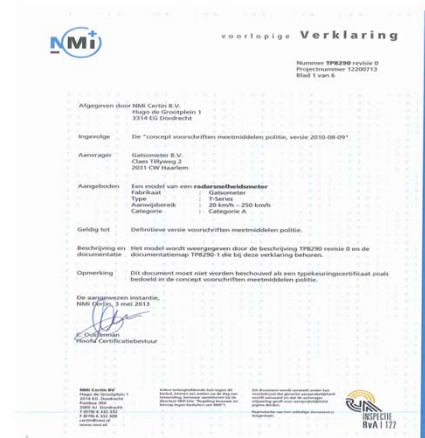 NMi
voorlopige Verklaring
Nummer TP8290 revisie 0
Projectnummer 12200713
Blad 1 van 6
Afgegeven door NMi Certin B.V.
Hugo de Grootplein 1
3314 EG Dordrecht
Ingevolge De "concept voorschriften meetmiddelen politie, versie 2010-08-09".
Aanvrager Gatsometer B.V.
Claes Tillyweg 2
2031 CW Haarlem
Aangeboden Een model van een radarsnelheidsmeter
Fabrikaat : Gatsometer
Type : T-Series
Aanwijsbereik : 20 km/h – 250 km/h
Categorie : Categorie A
Geldig tot Definitieve versie voorschriften meetmiddelen politie.
Beschrijving en documentatie Het model wordt weergegeven door de beschrijving TP8290 revisie 0 en de
documentatiemap TP8290-1 die bij deze verklaring behoren.
Opmerking Dit document moet niet worden beschouwd als een typekeuringscertificaat zoals
bedoeld in de concept voorschriften meetmiddelen politie.
De aangewezen instantie,
NMi Certin, 3 mei 2013
C. Oosterman
Hoofd Certificatiebestuur
NMi Certin BV
Hugo de Grootplein 1
3314 EG Dordrecht
INSPECTIE
RvA I 122